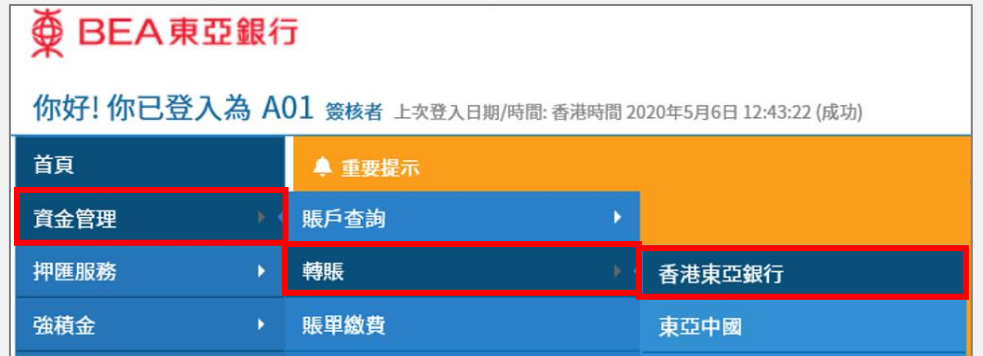 BEA東亞銀行
你好! 你已登入為 A01 簽核者 上次登入日期/時間: 香港時間 2020年5月6日 12:43:22 (成功)
首頁
重要提示
資金管理
賬戶查詢
押匯服務
轉賬
香港東亞銀行
強積金
賬單繳費
東亞中國